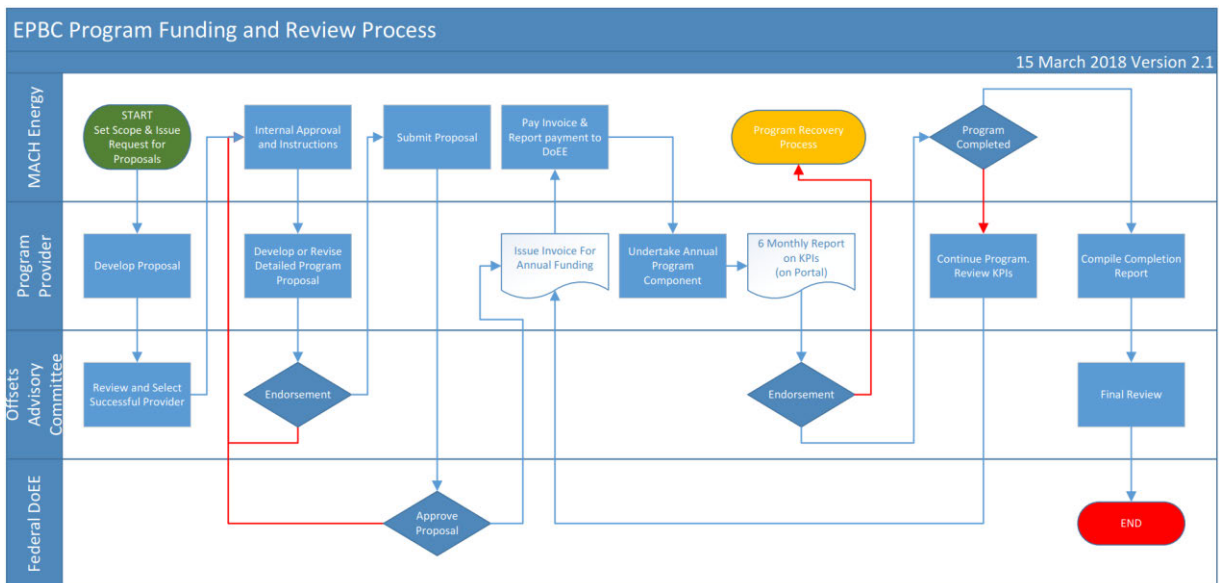 EPBC Program Funding and Review Process
15 March 2018 Version 2.1
MACH Energy
START
Set Scope & Issue
Request for
Proposals
Internal Approval
and Instructions
Submit Proposal
Pay Invoice &
Report payment to
DoEE
Program Recovery
Process
Program
Completed
Program
Provider
Develop Proposal
Develop or Revise
Detailed Program
Proposal
Issue Invoice For
Annual Funding
Undertake Annual
Program
Component
6 Monthly Report
on KPIs
(on Portal)
Continue Program.
Review KPIs
Compile Completion
Report
Offsets
Advisory
Committee
Review and Select
Successful Provider
Endorsement
Endorsement
Final Review
Federal DoEE
Approve
Proposal
END